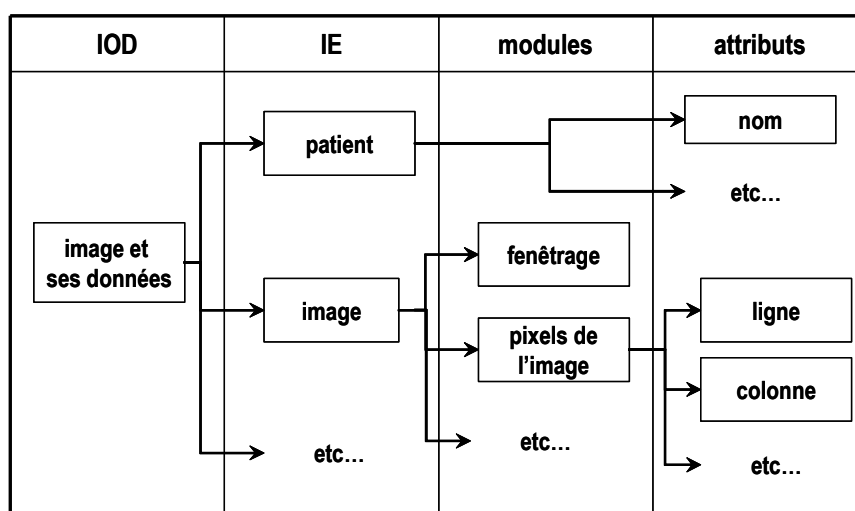 IOD
IE
modules
attributs
patient
nom
etc…
image et
ses données
fenêtrage
image
ligne
pixels de
l'image
colonne
etc…
etc…
etc…